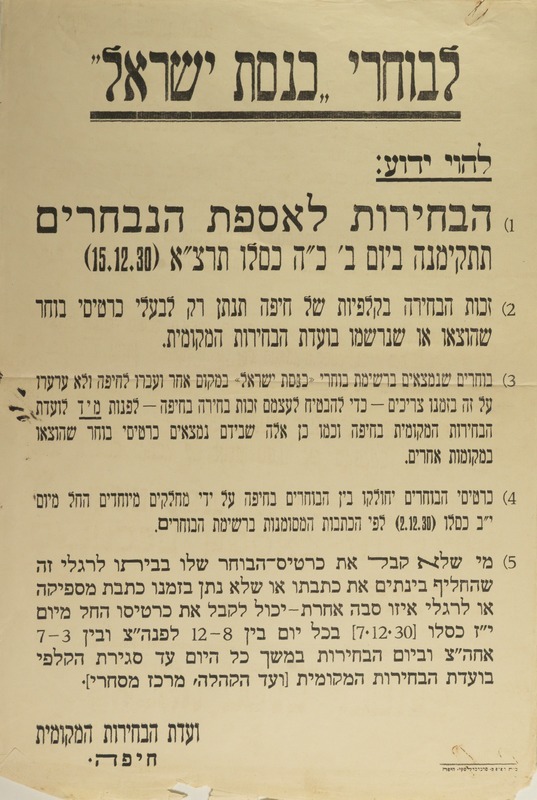 לבוחרי „כנסת ישראל"
להוי ידוע:
1) הבחירות לאספת הנבחרים
תתקימנה ביום ב' כ"ה כסלו תרצ"א (15.12.30)
2) זכות הבחירה בקלפיות של חיפה תנתן רק לבעלי כרטיסי בוחר
שהוצאו או שנרשמו בועדת הבחירות המקומית.
3) בוחרים שנמצאים ברשימת בוחרי «כנסת ישראל» במקום אחר ועברו לחיפה ולא ערערו
על זה בזמנו צריכים — כדי להבטיח לעצמם זכות בחירה בחיפה — לפנות מיד לועדת
הבחירות המקומית בחיפה וכמו כן אלה שבידם נמצאים כרטיסי בוחר שהוצאו
במקומות אחרים.
4) כרטיסי הבוחרים יחולקו בין הבוחרים בחיפה על ידי מחלקים מיוחדים החל מיום
י"ב כסלו (2.12.30) לפי הכתבות המסומנות ברשימת הבוחרים.
5) מי שלא קבל את כרטיס-הבוחר שלו בביתו לרגלי זה
שהחליף בינתים את כתבתו או שלא נתן בזמנו כתבת מספיקה
או לרגלי איזו סבה אחרת–יכול לקבל את כרטיסו החל מיום
י"ז כסלו [7.12.30] בכל יום בין 8–12 לפנה"צ ובין 3–7
אחה"צ וביום הבחירות במשך כל היום עד סגירת הקלפי
בועדת הבחירות המקומית [ועד הקהלה, מרכז מסחרי].
ועדת הבחירות המקומית
חיפה.